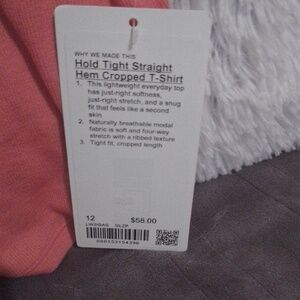 WHY WE MADE THIS
Hold Tight Straight
Hem Cropped T-Shirt
1. This lightweight everyday top
has just-right softness,
just-right stretch, and a snug
fit that feels like a second
skin
2. Naturally breathable modal
fabric is soft and four-way
stretch with a ribbed texture
3. Tight fit, cropped length
12 $58.00